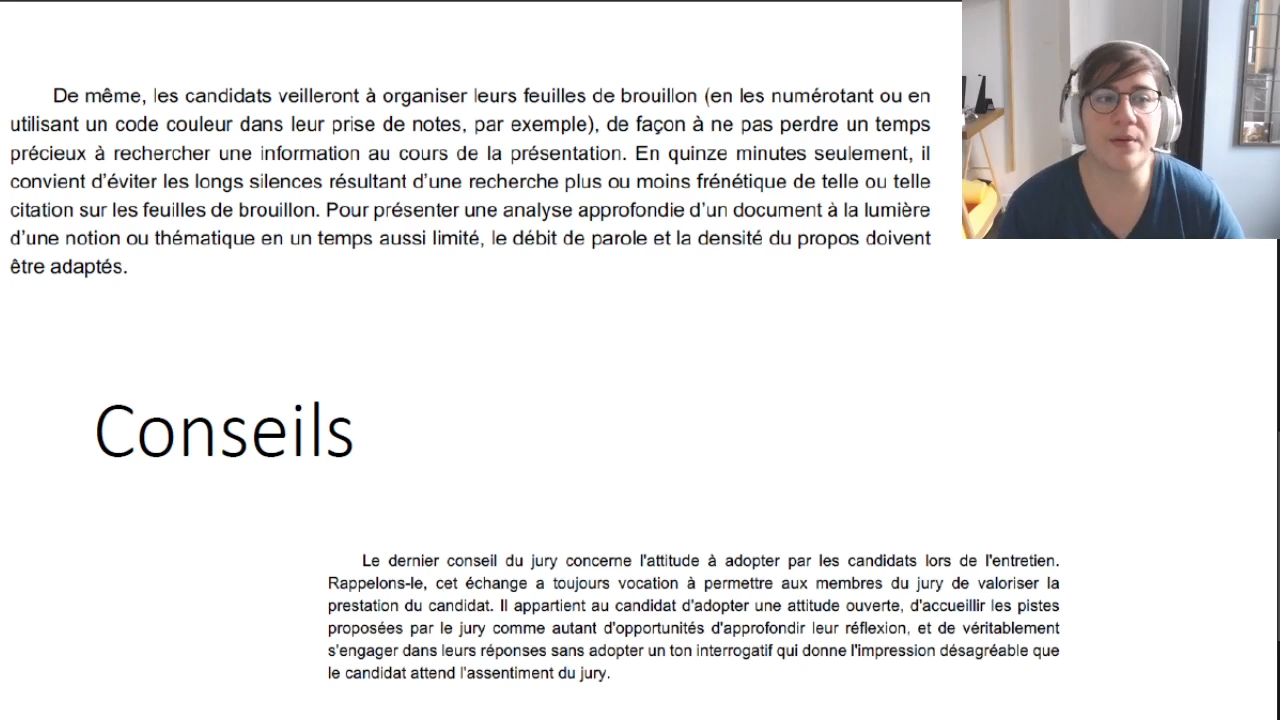 De même, les candidats veilleront à organiser leurs feuilles de brouillon (en les numérotant ou en
utilisant un code couleur dans leur prise de notes, par exemple), de façon à ne pas perdre un temps
précieux à rechercher une information au cours de la présentation. En quinze minutes seulement, il
convient d'éviter les longs silences résultant d'une recherche plus ou moins frénétique de telle ou telle
citation sur les feuilles de brouillon. Pour présenter une analyse approfondie d'un document à la lumière
d'une notion ou thématique en un temps aussi limité, le débit de parole et la densité du propos doivent
être adaptés.
Conseils
Le dernier conseil du jury concerne l'attitude à adopter par les candidats lors de l'entretien.
Rappelons-le, cet échange a toujours vocation à permettre aux membres du jury de valoriser la
prestation du candidat. Il appartient au candidat d'adopter une attitude ouverte, d'accueillir les pistes
proposées par le jury comme autant d'opportunités d'approfondir leur réflexion, et de véritablement
s'engager dans leurs réponses sans adopter un ton interrogatif qui donne l'impression désagréable que
le candidat attend l'assentiment du jury.